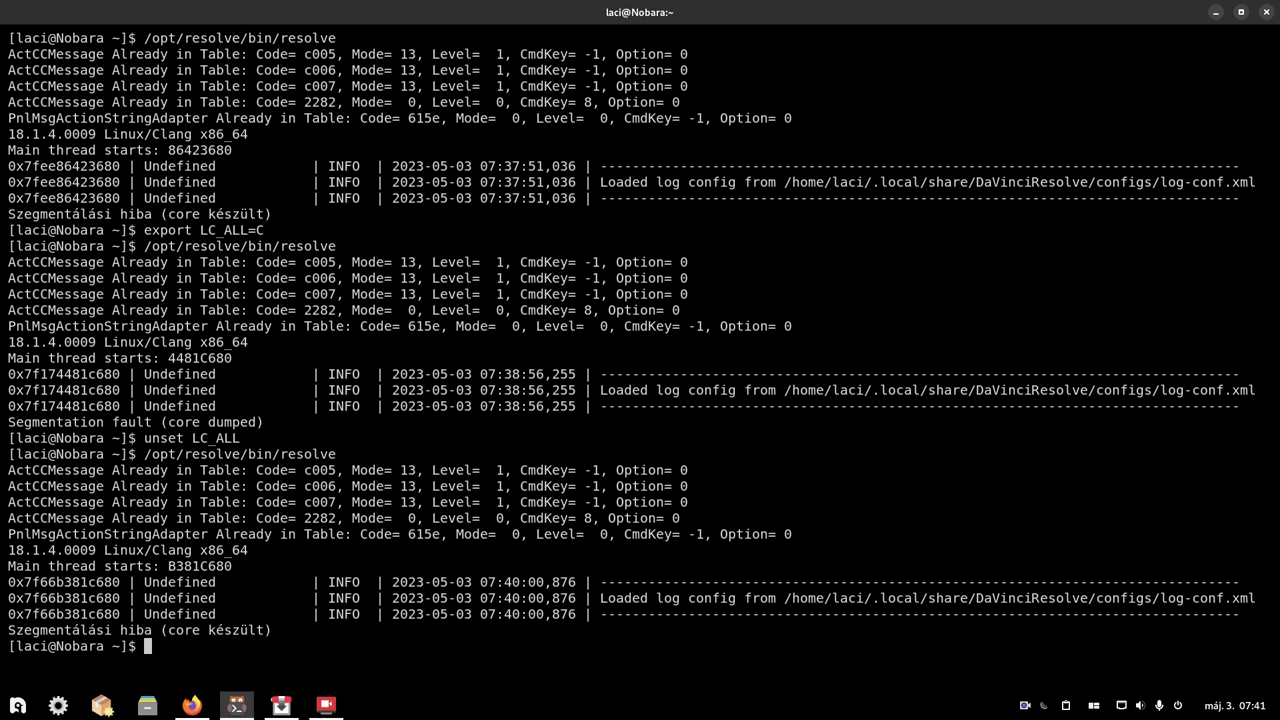 laci@Nobara:~
[laci@Nobara ~]$ /opt/resolve/bin/resolve
ActCCMessage Already in Table: Code= c005, Mode= 13, Level=  1, CmdKey= -1, Option= 0
ActCCMessage Already in Table: Code= c006, Mode= 13, Level=  1, CmdKey= -1, Option= 0
ActCCMessage Already in Table: Code= c007, Mode= 13, Level=  1, CmdKey= -1, Option= 0
ActCCMessage Already in Table: Code= 2282, Mode=  0, Level=  0, CmdKey= 8, Option= 0
PnlMsgActionStringAdapter Already in Table: Code= 615e, Mode=  0, Level=  0, CmdKey= -1, Option= 0
18.1.4.0009 Linux/Clang x86_64
Main thread starts: 86423680
0x7fee86423680 | Undefined            | INFO  | 2023-05-03 07:37:51,036 | --------------------------------------------------------------------------------
0x7fee86423680 | Undefined            | INFO  | 2023-05-03 07:37:51,036 | Loaded log config from /home/laci/.local/share/DaVinciResolve/configs/log-conf.xml
0x7fee86423680 | Undefined            | INFO  | 2023-05-03 07:37:51,036 | --------------------------------------------------------------------------------
Szegmentálási hiba (core készült)
[laci@Nobara ~]$ export LC_ALL=C
[laci@Nobara ~]$ /opt/resolve/bin/resolve
ActCCMessage Already in Table: Code= c005, Mode= 13, Level=  1, CmdKey= -1, Option= 0
ActCCMessage Already in Table: Code= c006, Mode= 13, Level=  1, CmdKey= -1, Option= 0
ActCCMessage Already in Table: Code= c007, Mode= 13, Level=  1, CmdKey= -1, Option= 0
ActCCMessage Already in Table: Code= 2282, Mode=  0, Level=  0, CmdKey= 8, Option= 0
PnlMsgActionStringAdapter Already in Table: Code= 615e, Mode=  0, Level=  0, CmdKey= -1, Option= 0
18.1.4.0009 Linux/Clang x86_64
Main thread starts: 4481C680
0x7f174481c680 | Undefined            | INFO  | 2023-05-03 07:38:56,255 | --------------------------------------------------------------------------------
0x7f174481c680 | Undefined            | INFO  | 2023-05-03 07:38:56,255 | Loaded log config from /home/laci/.local/share/DaVinciResolve/configs/log-conf.xml
0x7f174481c680 | Undefined            | INFO  | 2023-05-03 07:38:56,255 | --------------------------------------------------------------------------------
Segmentation fault (core dumped)
[laci@Nobara ~]$ unset LC_ALL
[laci@Nobara ~]$ /opt/resolve/bin/resolve
ActCCMessage Already in Table: Code= c005, Mode= 13, Level=  1, CmdKey= -1, Option= 0
ActCCMessage Already in Table: Code= c006, Mode= 13, Level=  1, CmdKey= -1, Option= 0
ActCCMessage Already in Table: Code= c007, Mode= 13, Level=  1, CmdKey= -1, Option= 0
ActCCMessage Already in Table: Code= 2282, Mode=  0, Level=  0, CmdKey= 8, Option= 0
PnlMsgActionStringAdapter Already in Table: Code= 615e, Mode=  0, Level=  0, CmdKey= -1, Option= 0
18.1.4.0009 Linux/Clang x86_64
Main thread starts: B381C680
0x7f66b381c680 | Undefined            | INFO  | 2023-05-03 07:40:00,876 | --------------------------------------------------------------------------------
0x7f66b381c680 | Undefined            | INFO  | 2023-05-03 07:40:00,876 | Loaded log config from /home/laci/.local/share/DaVinciResolve/configs/log-conf.xml
0x7f66b381c680 | Undefined            | INFO  | 2023-05-03 07:40:00,876 | --------------------------------------------------------------------------------
Szegmentálási hiba (core készült)
[laci@Nobara ~]$
máj. 3. 07:41